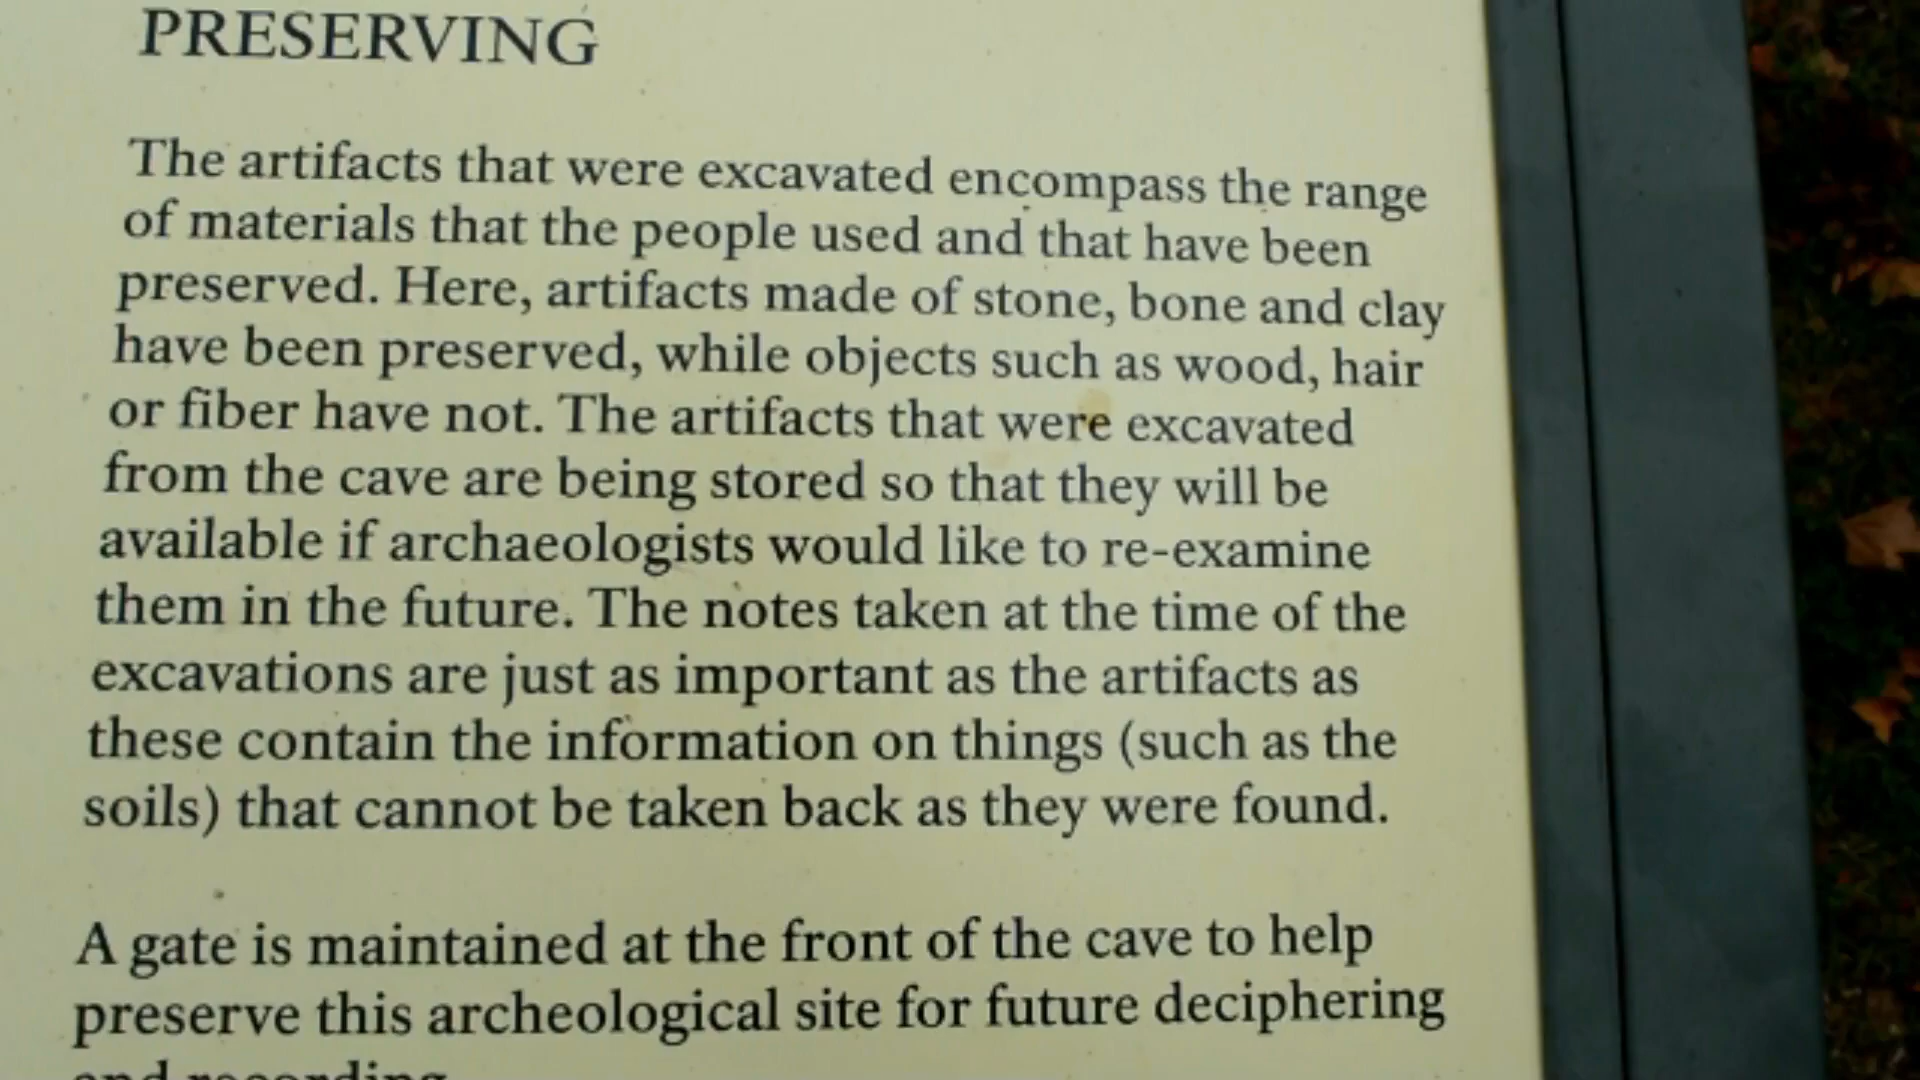 PRESERVING
The artifacts that were excavated encompass the range
of materials that the people used and that have been
preserved. Here, artifacts made of stone, bone and clay
have been preserved, while objects such as wood, hair
or fiber have not. The artifacts that were excavated
from the cave are being stored so that they will be
available if archaeologists would like to re-examine
them in the future. The notes taken at the time of the
excavations are just as important as the artifacts as
these contain the information on things (such as the
soils) that cannot be taken back as they were found.
A gate is maintained at the front of the cave to help
preserve this archeological site for future deciphering
and recording